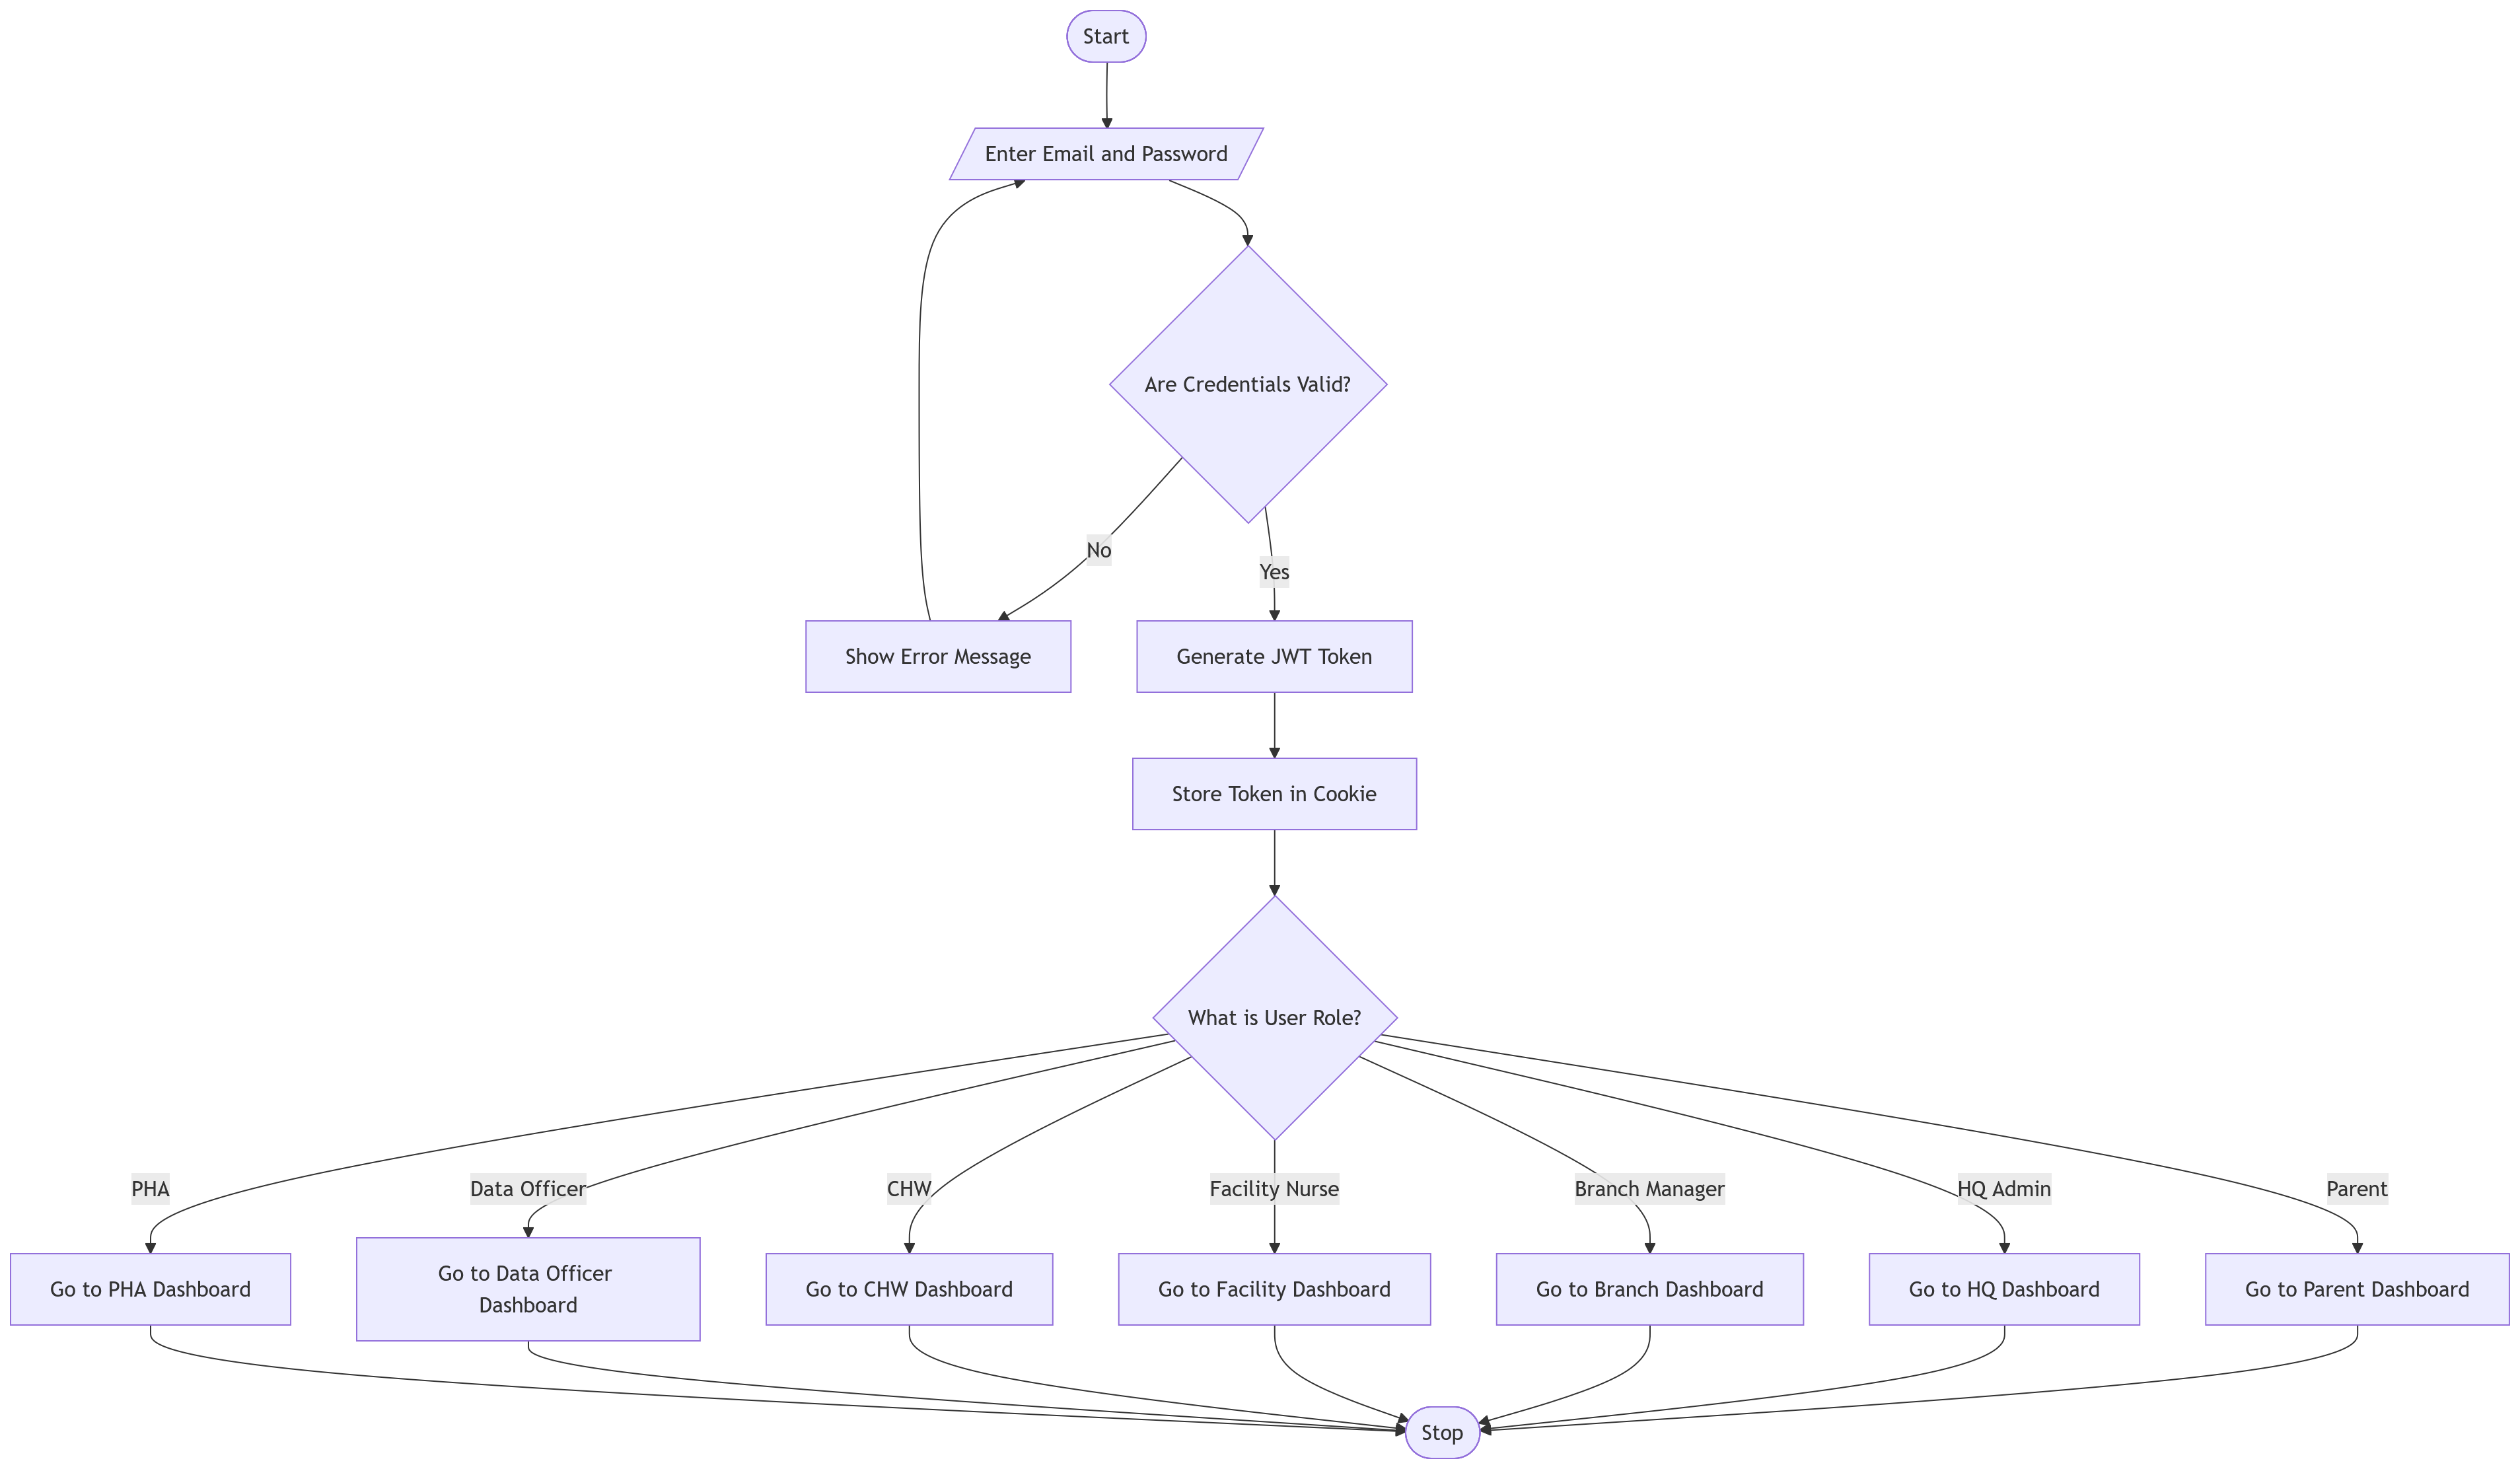 Start
Enter Email and Password
Are Credentials Valid?
No
Yes
Show Error Message
Generate JWT Token
Store Token in Cookie
What is User Role?
PHA
Data Officer
CHW
Facility Nurse
Branch Manager
HQ Admin
Parent
Go to PHA Dashboard
Go to Data Officer
Dashboard
Go to CHW Dashboard
Go to Facility Dashboard
Go to Branch Dashboard
Go to HQ Dashboard
Go to Parent Dashboard
Stop